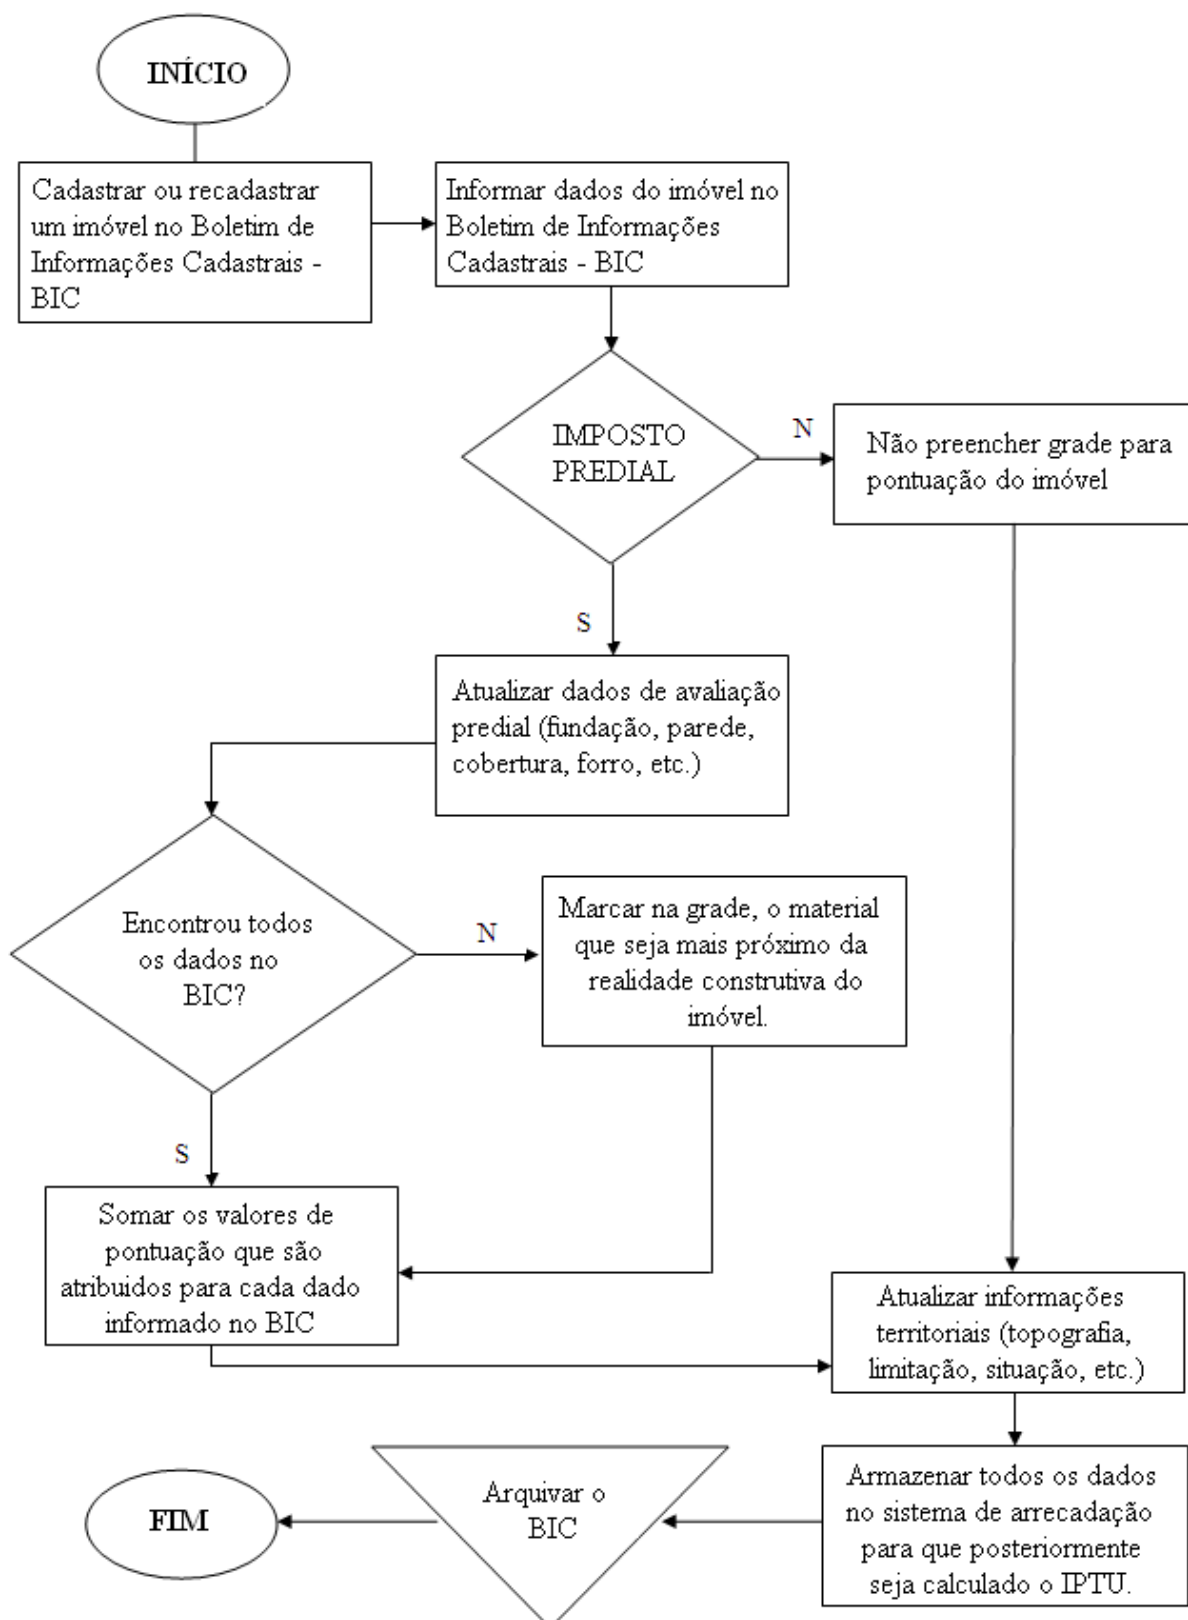 INÍCIO
Cadastrar ou recadastrar
um imóvel no Boletim de
Informações Cadastrais -
BIC
Informar dados do imóvel no
Boletim de Informações
Cadastrais - BIC
IMPOSTO
PREDIAL
N
Não preencher grade para
pontuação do imóvel
S
Atualizar dados de avaliação
predial (fundação, parede,
cobertura, forro, etc.)
Encontrou todos
os dados no
BIC?
N
Marcar na grade, o material
que seja mais próximo da
realidade construtiva do
imóvel.
S
Somar os valores de
pontuação que são
atribuidos para cada dado
informado no BIC
Atualizar informações
territoriais (topografia,
limitação, situação, etc.)
Armazenar todos os dados
no sistema de arrecadação
para que posteriormente
seja calculado o IPTU.
Arquivar o
BIC
FIM